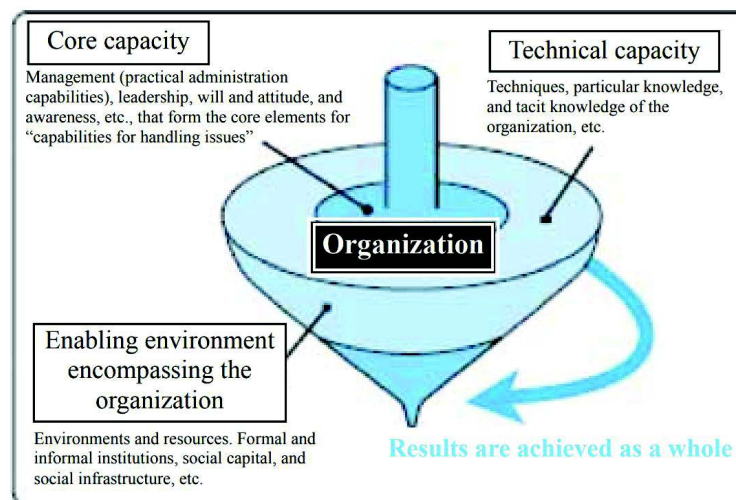 Core capacity
Management (practical administration
capabilities), leadership, will and attitude, and
awareness, etc., that form the core elements for
“capabilities for handling issues”
Technical capacity
Techniques, particular knowledge,
and tacit knowledge of the
organization, etc.
Organization
Enabling environment
encompassing the
organization
Environments and resources. Formal and
informal institutions, social capital, and
social infrastructure, etc.
Results are achieved as a whole